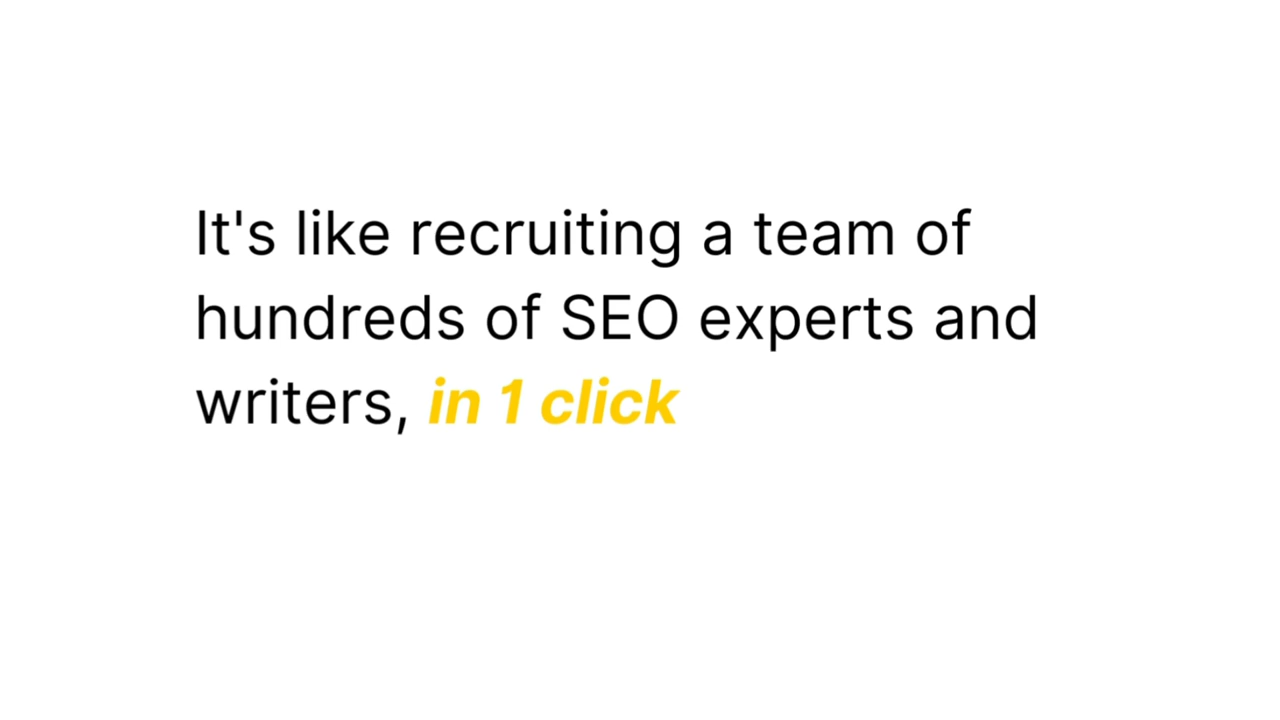 It's like recruiting a team of
hundreds of SEO experts and
writers, in 1 click